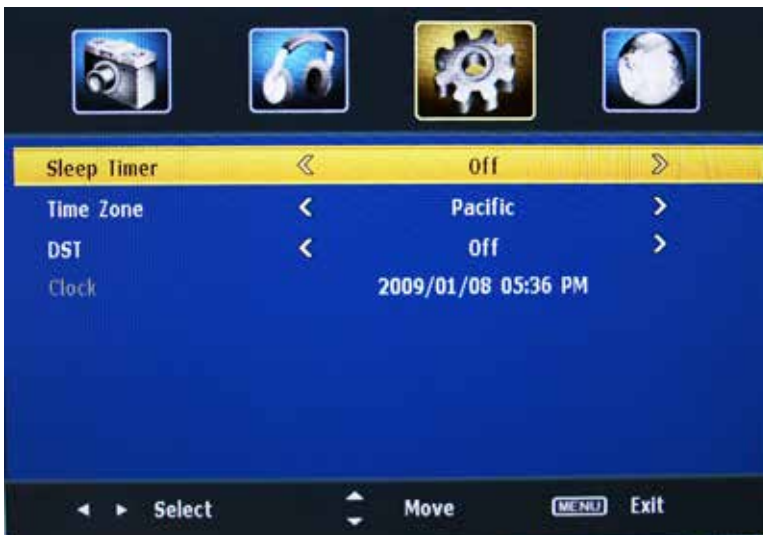 Sleep Timer Off
Time Zone Pacific
DST Off
Clock 2009/01/08 05:36 PM
Select Move MENU Exit